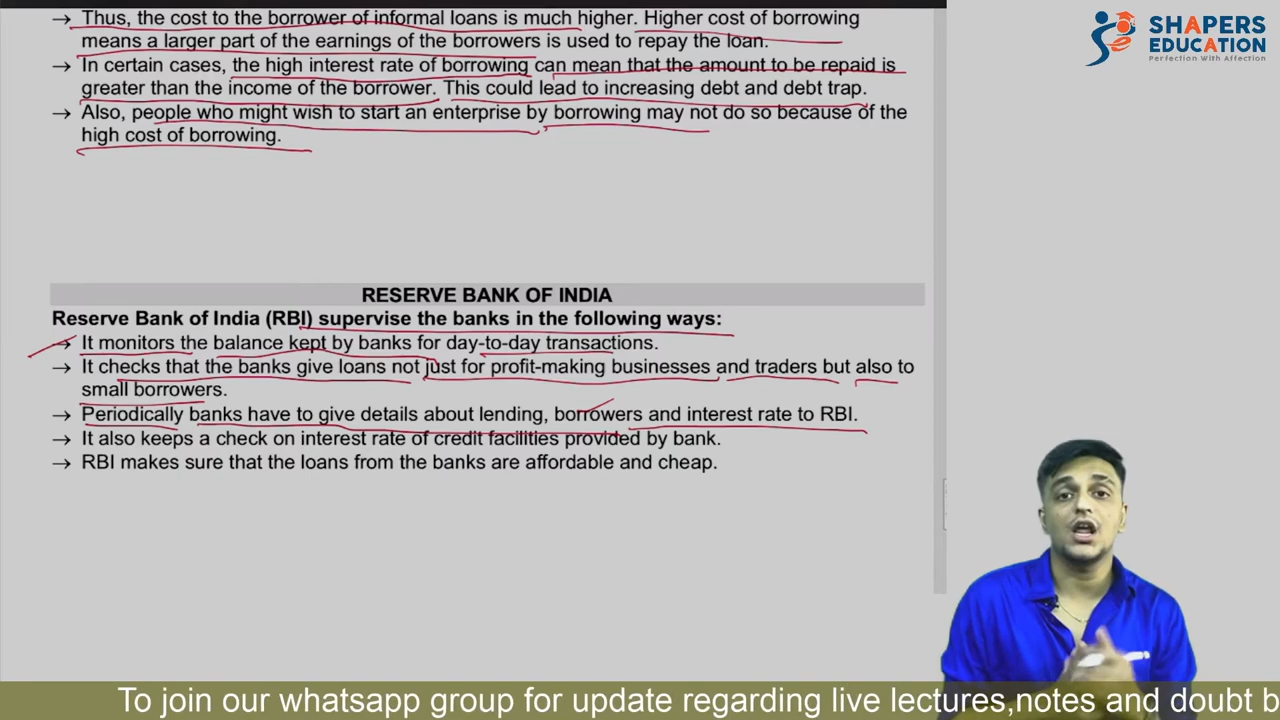 → Thus, the cost to the borrower of informal loans is much higher. Higher cost of borrowing
means a larger part of the earnings of the borrowers is used to repay the loan.
→ In certain cases, the high interest rate of borrowing can mean that the amount to be repaid is
greater than the income of the borrower. This could lead to increasing debt and debt trap.
→ Also, people who might wish to start an enterprise by borrowing may not do so because of the
high cost of borrowing.
SHAPERS
EDUCATION
Perfection With Affection
RESERVE BANK OF INDIA
Reserve Bank of India (RBI) supervise the banks in the following ways:
→ It monitors the balance kept by banks for day-to-day transactions.
→ It checks that the banks give loans not just for profit-making businesses and traders but also to
small borrowers.
→ Periodically banks have to give details about lending, borrowers and interest rate to RBI.
→ It also keeps a check on interest rate of credit facilities provided by bank.
→ RBI makes sure that the loans from the banks are affordable and cheap.
To join our whatsapp group for update regarding live lectures,notes and doubt b